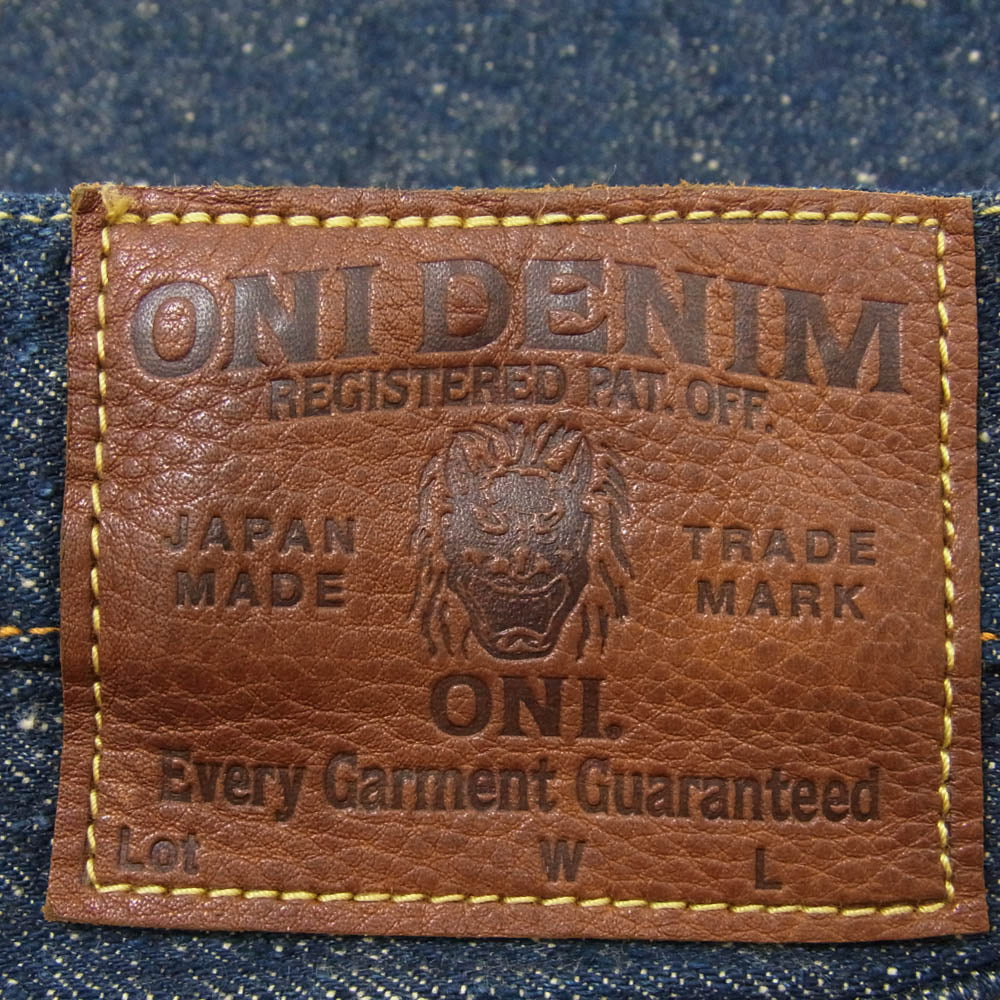 ONI DENIM
REGISTERED PAT. OFF.
JAPAN
MADE
TRADE
MARK
ONI.
Every Garment Guaranteed
Lot W L